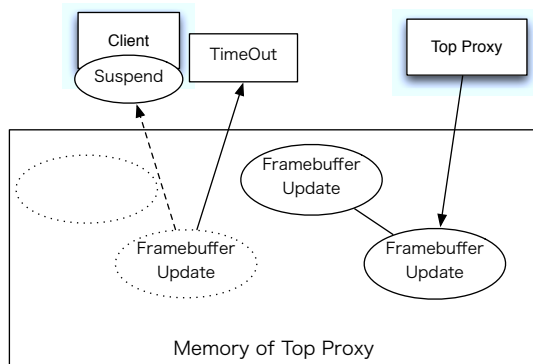 Client
Suspend
TimeOut
Top Proxy
Framebuffer
Update
Framebuffer
Update
Framebuffer
Update
Memory of Top Proxy